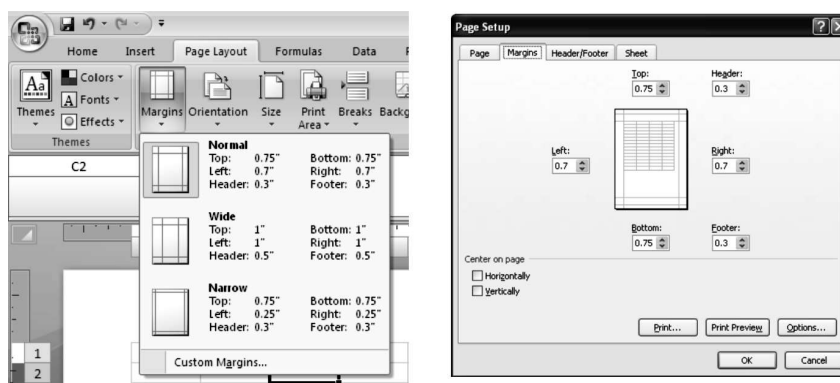 Home Insert Page Layout Formulas Data
Colors
Fonts
Effects
Themes
Margins Orientation Size Print Area Breaks
Themes
C2
Normal
Top: 0.75" Bottom: 0.75"
Left: 0.7" Right: 0.7"
Header: 0.3" Footer: 0.3"
Wide
Top: 1" Bottom: 1"
Left: 1" Right: 1"
Header: 0.5" Footer: 0.5"
Narrow
Top: 0.75" Bottom: 0.75"
Left: 0.25" Right: 0.25"
Header: 0.3" Footer: 0.3"
Custom Margins...
1
2
Page Setup
Page Margins Header/Footer Sheet
Top: Header:
0.75 0.3
Left: Right:
0.7 0.7
Bottom: Footer:
0.75 0.3
Center on page
Horizontally
Vertically
Print... Print Preview Options...
OK Cancel